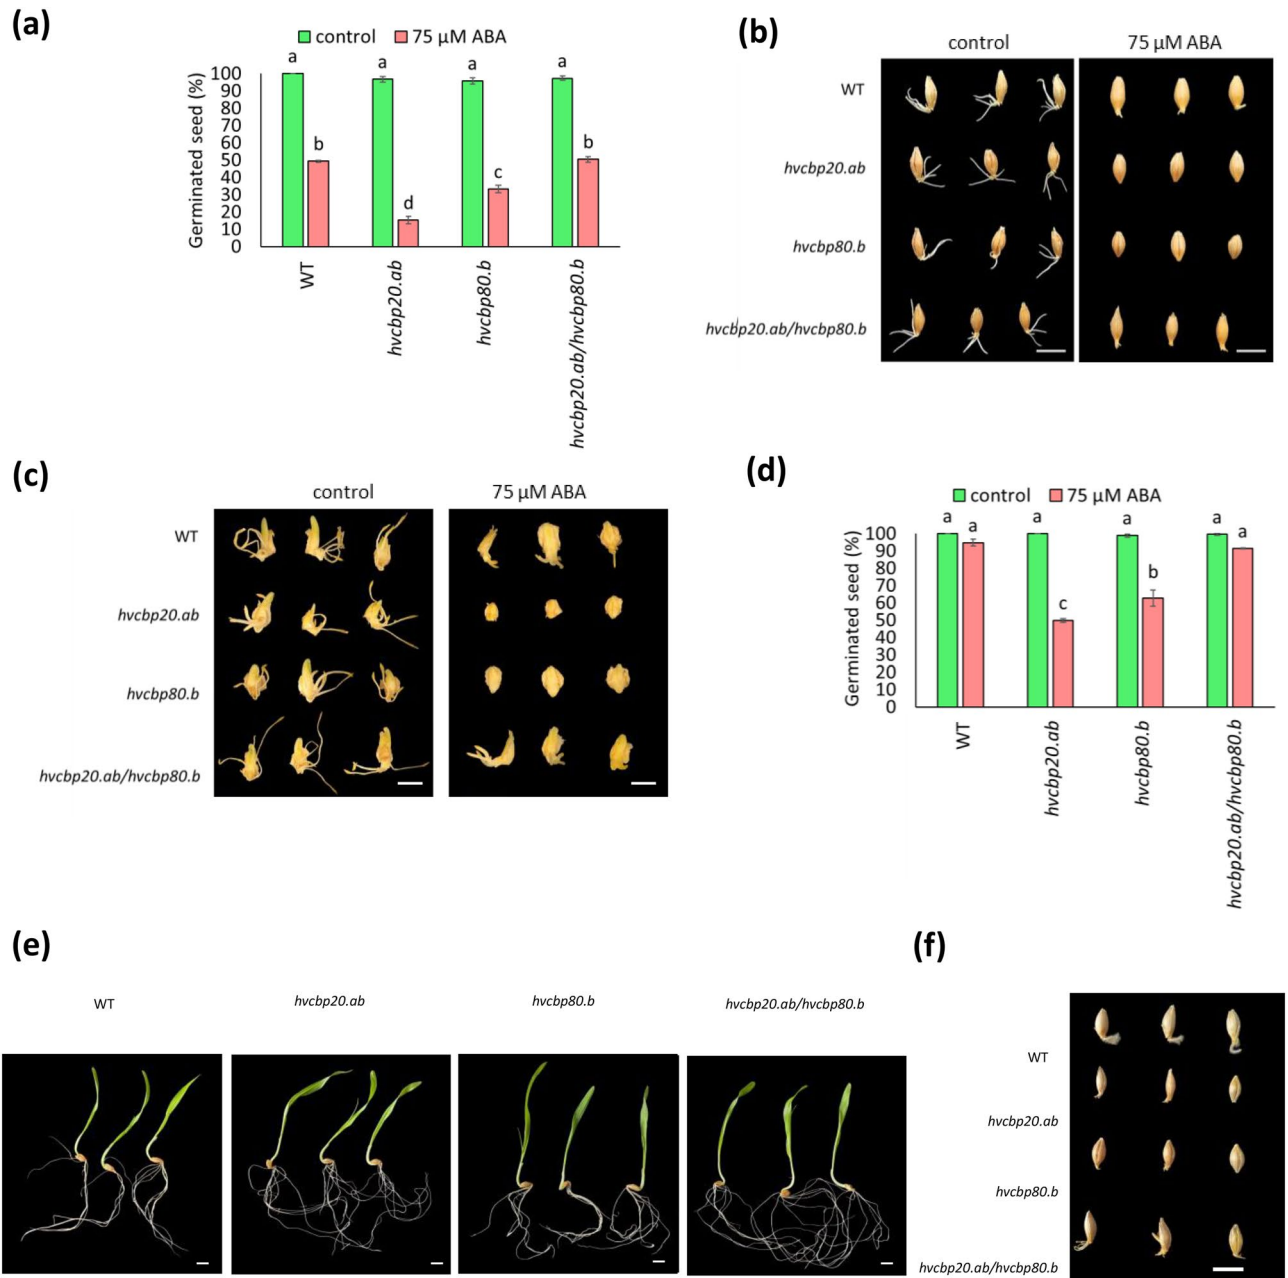 (a)
control 75 µM ABA
Germinated seed (%)
100
90
80
70
60
50
40
30
20
10
0
a
b
a
d
a
c
a
b
WT
hvcbp20.ab
hvcbp80.b
hvcbp20.ab/hvcbp80.b
(b)
control 75 µM ABA
WT
hvcbp20.ab
hvcbp80.b
hvcbp20.ab/hvcbp80.b
(c)
control 75 µM ABA
WT
hvcbp20.ab
hvcbp80.b
hvcbp20.ab/hvcbp80.b
(d)
control 75 µM ABA
Germinated seed (%)
100
90
80
70
60
50
40
30
20
10
0
a
a
a
c
a
b
a
a
WT
hvcbp20.ab
hvcbp80.b
hvcbp20.ab/hvcbp80.b
(e)
WT hvcbp20.ab hvcbp80.b hvcbp20.ab/hvcbp80.b
(f)
WT
hvcbp20.ab
hvcbp80.b
hvcbp20.ab/hvcbp80.b